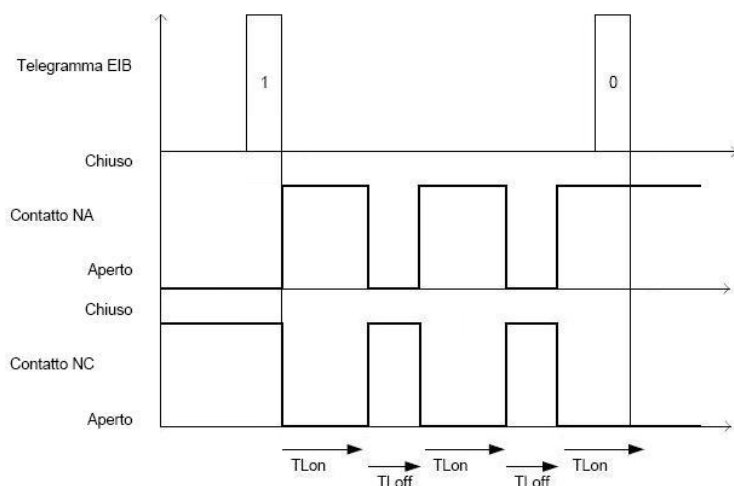 Telegramma EIB
1
0
Chiuso
Contatto NA
Aperto
Chiuso
Contatto NC
Aperto
TLon
TLoff
TLon
TLoff
TLon